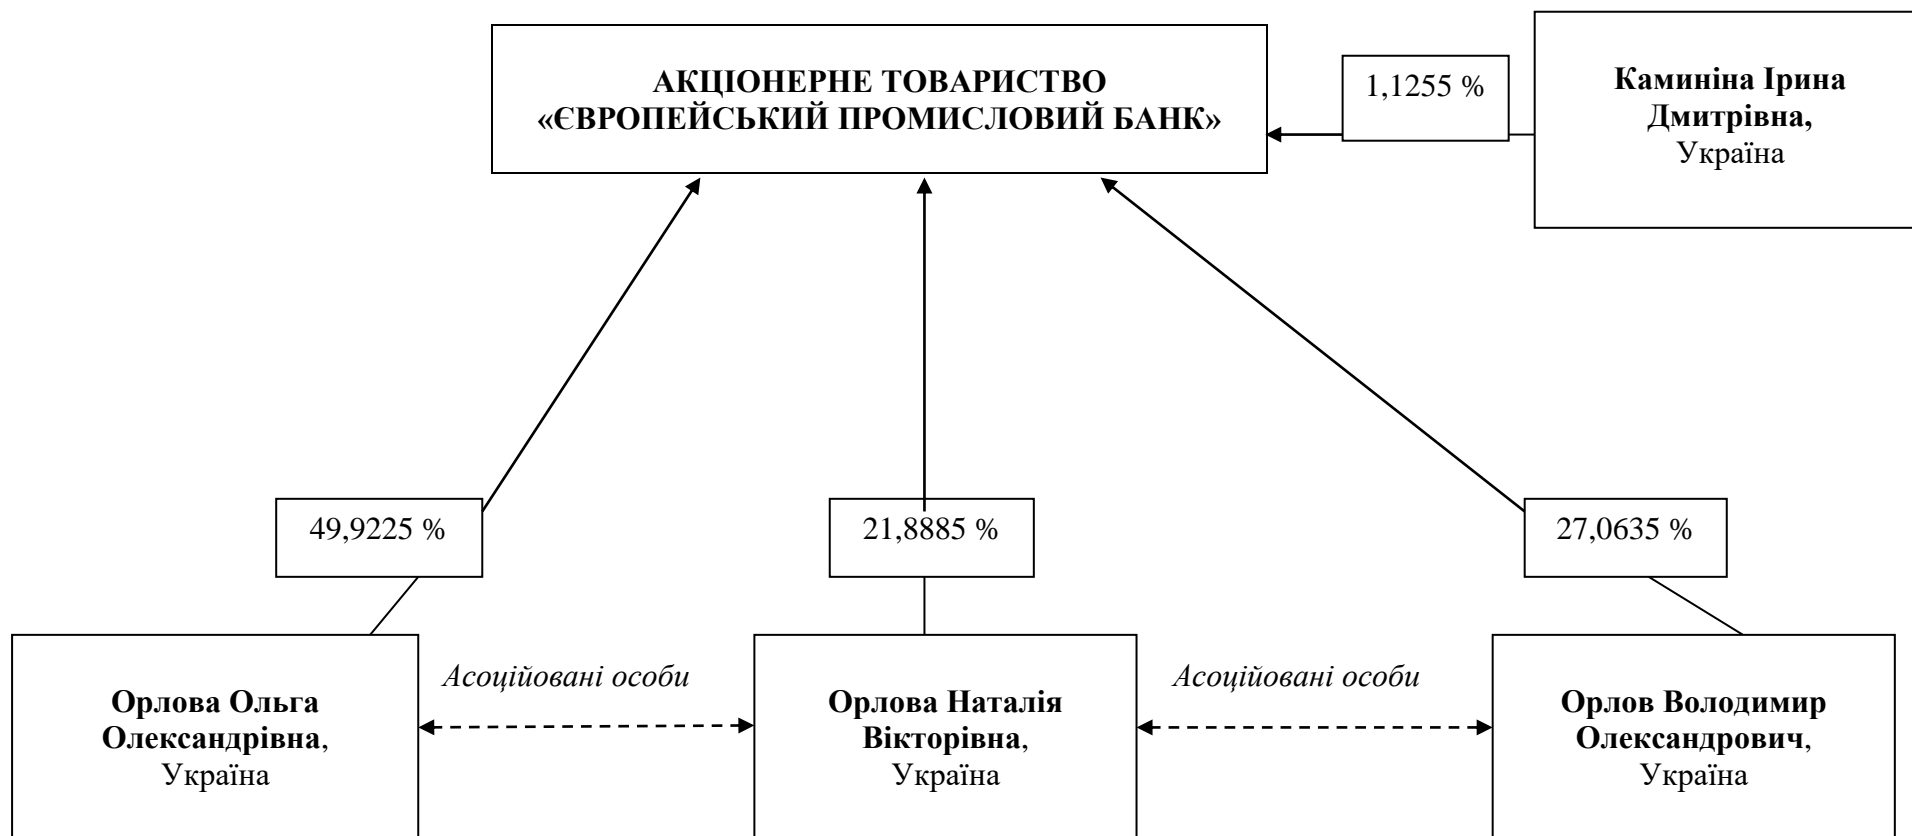 АКЦІОНЕРНЕ ТОВАРИСТВО
«ЄВРОПЕЙСЬКИЙ ПРОМИСЛОВИЙ БАНК»
1,1255 %
Каминіна Ірина
Дмитрівна,
Україна
49,9225 %
21,8885 %
27,0635 %
Орлова Ольга
Олександрівна,
Україна
Асоційовані особи
Орлова Наталія
Вікторівна,
Україна
Асоційовані особи
Орлов Володимир
Олександрович,
Україна